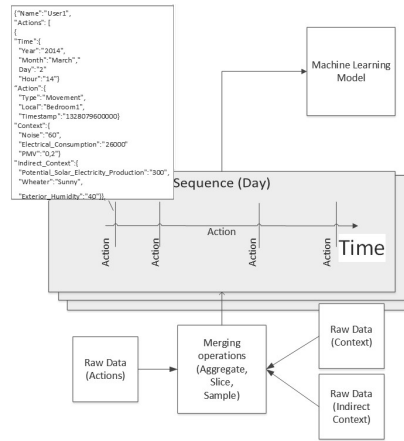 {"Name":"User1",
"Actions": [
{
"Time":{
"Year":"2014",
"Month":"March","
Day":"2"
"Hour":"14"}
"Action":{
"Type":"Movement",
"Local":"Bedroom1",
"Timestamp":"1328079600000}
"Context":{
"Noise":"60",
"Electrical_Consumption":"26000"
"PMV":"0,2"}
"Indirect_Context":{
"Potential_Solar_Electricity_Production":"300",
"Wheater":"Sunny",
"Exterior_Humidity":"40"}},
Machine Learning
Model
Sequence (Day)
Action
Time
Action
Action
Action
Action
Raw Data
(Actions)
Merging
operations
(Aggregate,
Slice,
Sample)
Raw Data
(Context)
Raw Data
(Indirect
Context)